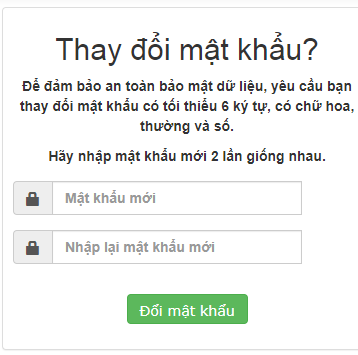 Thay đổi mật khẩu?
Để đảm bảo an toàn bảo mật dữ liệu, yêu cầu bạn
thay đổi mật khẩu có tối thiểu 6 ký tự, có chữ hoa,
thường và số.
Hãy nhập mật khẩu mới 2 lần giống nhau.
Mật khẩu mới
Nhập lại mật khẩu mới
Đổi mật khẩu